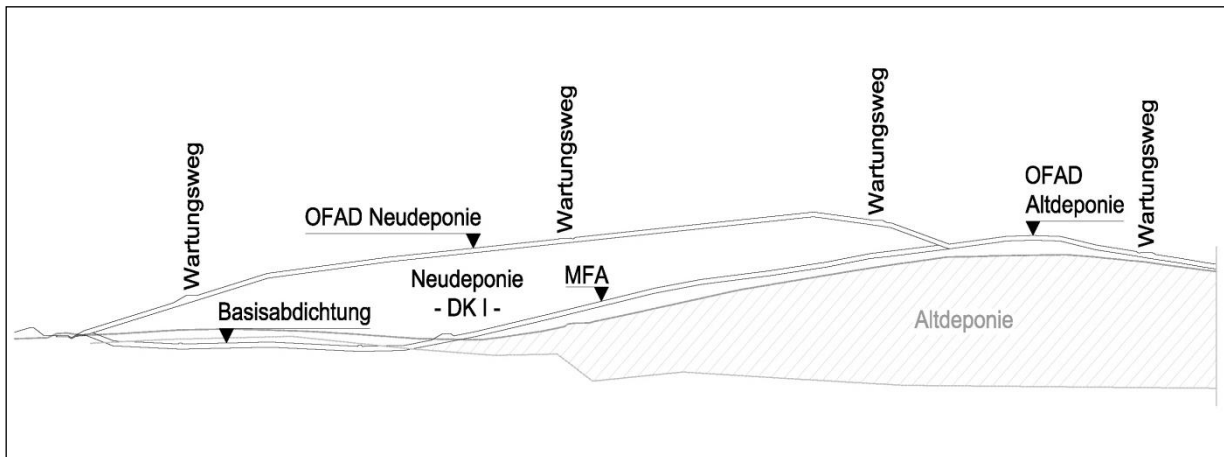 Wartungsweg
OFAD Neudeponie
Wartungsweg
Wartungsweg
OFAD
Altdeponie
Wartungsweg
Basisabdichtung
Neudeponie
- DK I -
MFA
Altdeponie